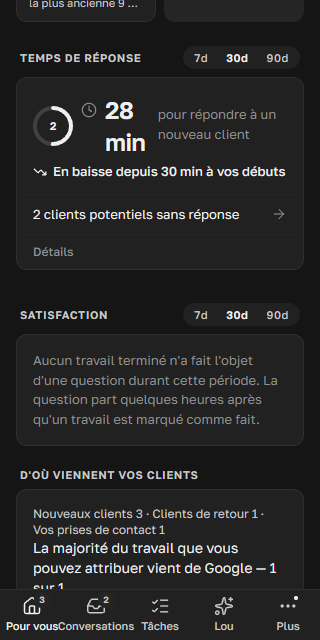 la plus ancienne 9 ...
TEMPS DE RÉPONSE
7d 30d 90d
2
28 min
pour répondre à un
nouveau client
En baisse depuis 30 min à vos débuts
2 clients potentiels sans réponse
Détails
SATISFACTION
7d 30d 90d
Aucun travail terminé n'a fait l'objet
d'une question durant cette période. La
question part quelques heures après
qu'un travail est marqué comme fait.
D'OÙ VIENNENT VOS CLIENTS
Nouveaux clients 3 · Clients de retour 1 ·
Vos prises de contact 1
La majorité du travail que vous
pouvez attribuer vient de Google — 1
sur 1
3
2
Pour vous
Conversations
Tâches
Lou
Plus